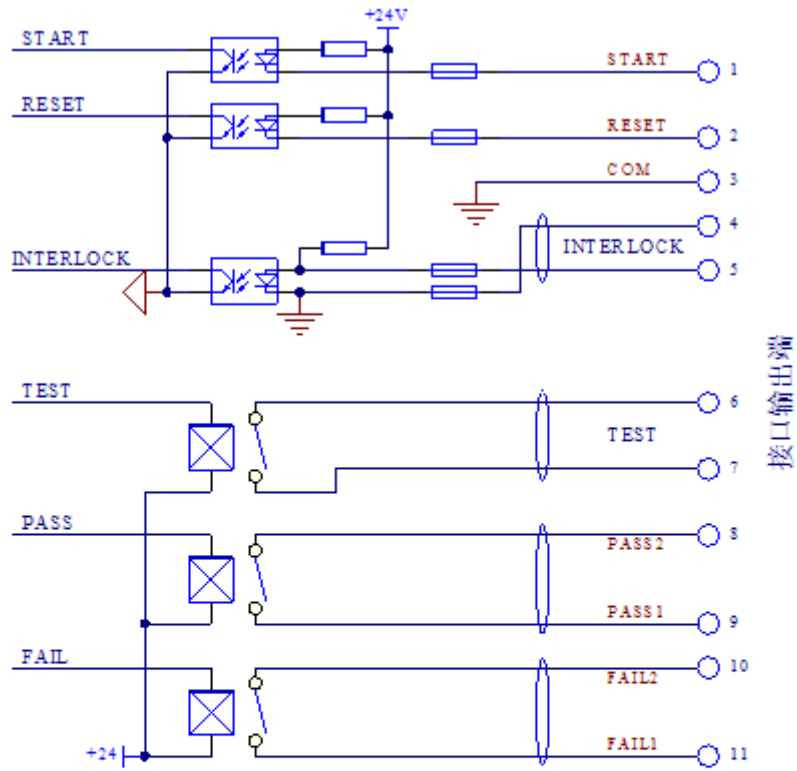 +24V
START
START
1
RESET
RESET
2
COM
3
4
INTERLOCK
INTERLOCK
5
接口输出端
TEST
6
TEST
7
PASS
8
PASS2
PASS1
9
FAIL
10
FAIL2
+24
FAIL1
11